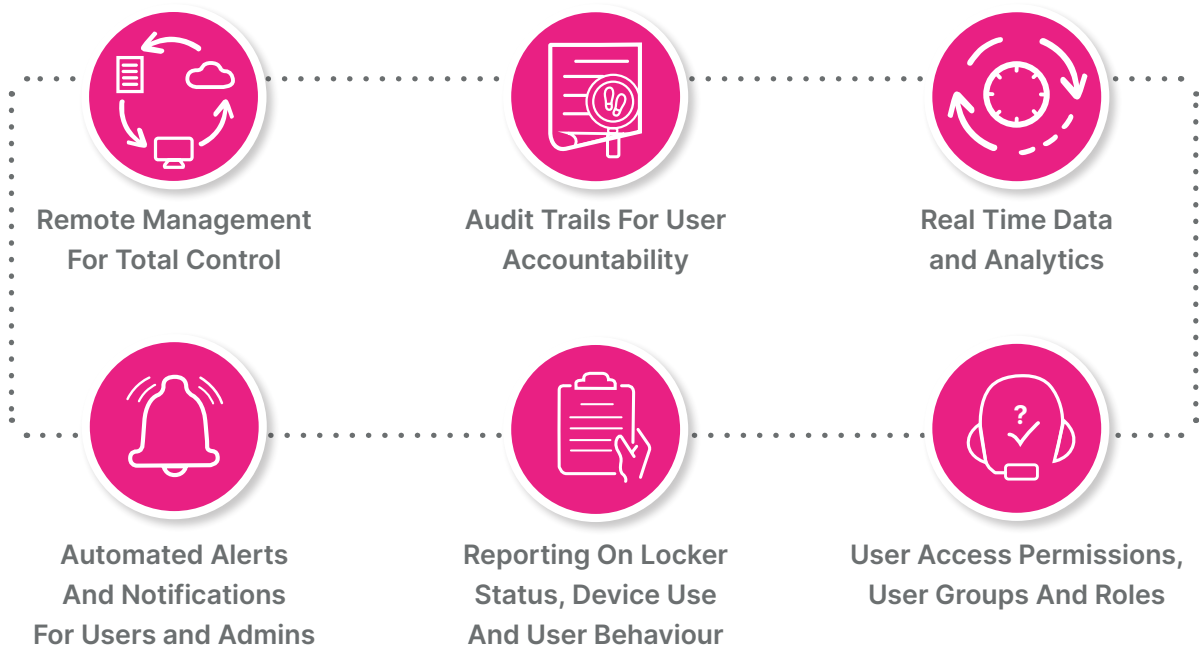 Remote Management
For Total Control
Audit Trails For User
Accountability
Real Time Data
and Analytics
?
Automated Alerts
And Notifications
For Users and Admins
Reporting On Locker
Status, Device Use
And User Behaviour
User Access Permissions,
User Groups And Roles